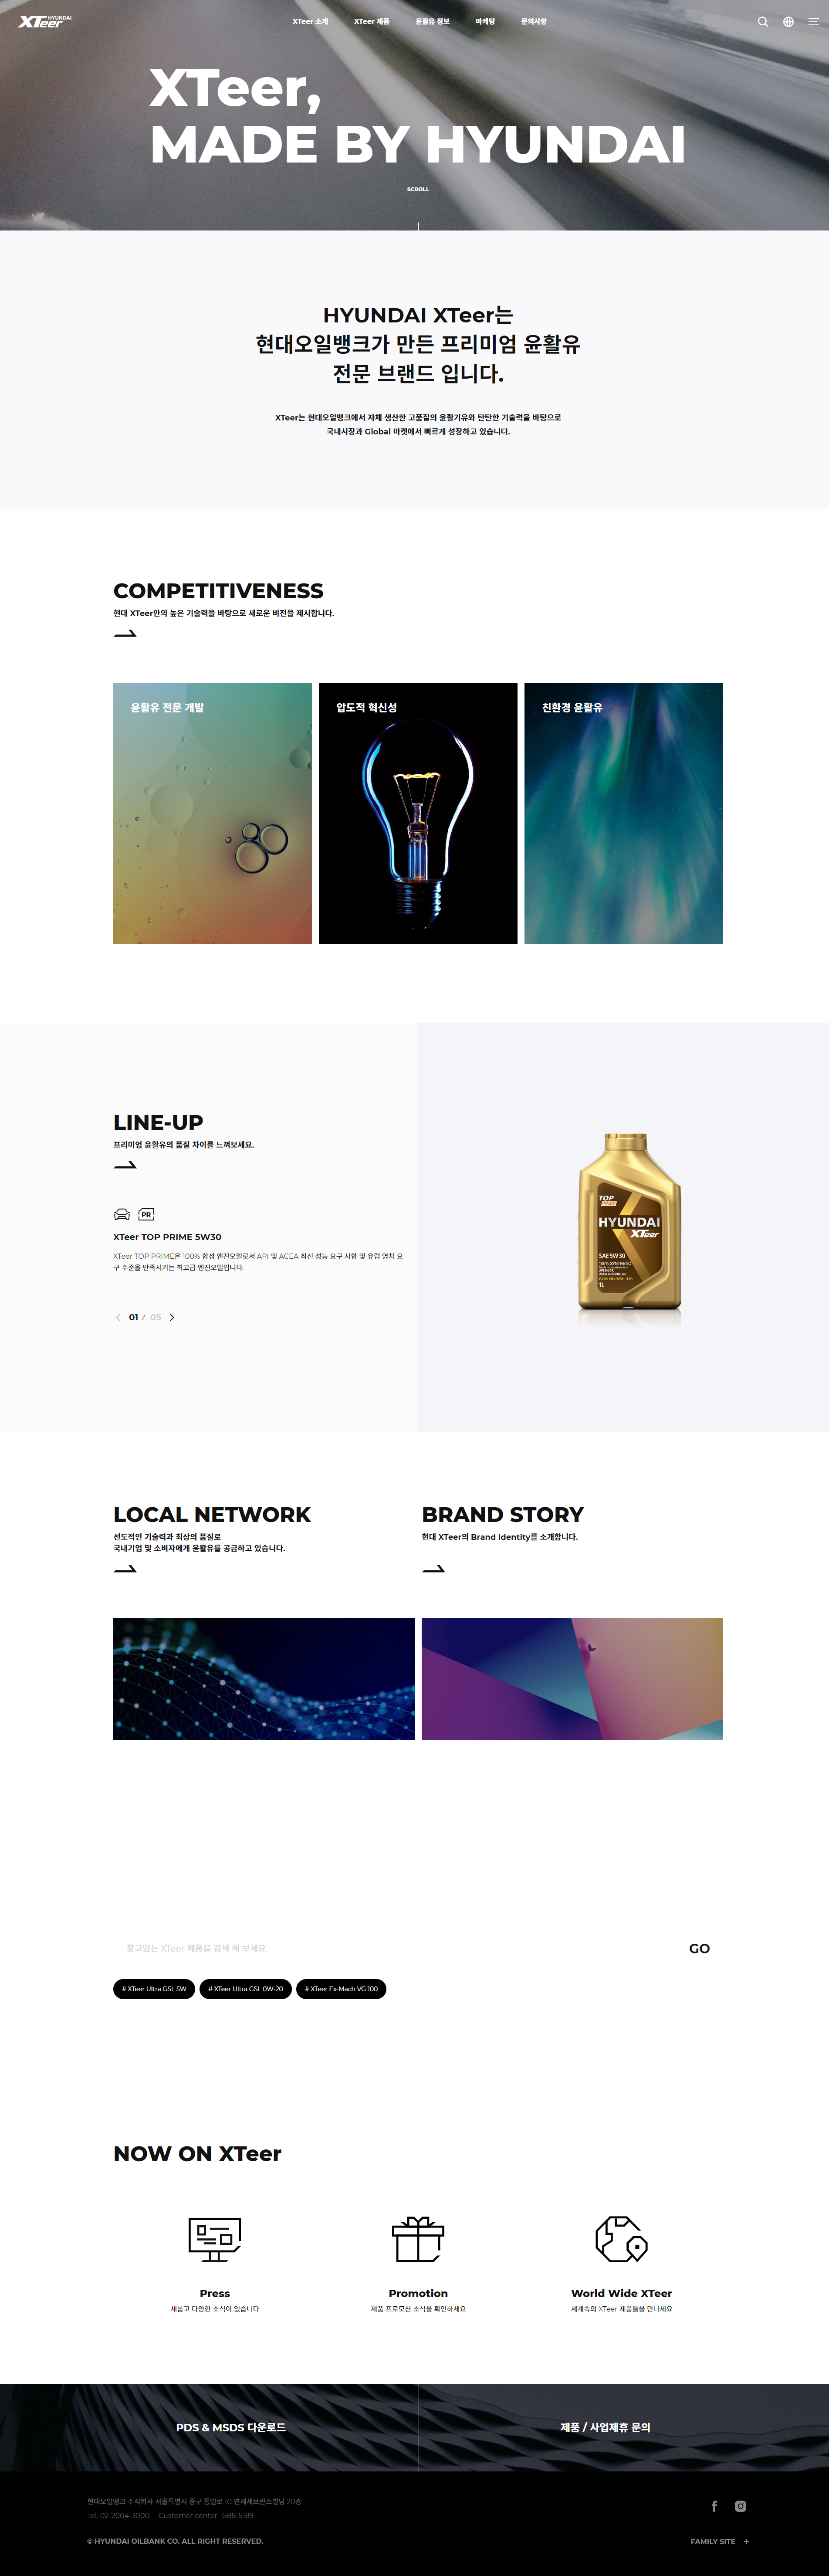 XTeer HYUNDAI
XTeer 소개
XTeer 제품
윤활유 정보
마케팅
문의사항
XTeer,
MADE BY HYUNDAI
SCROLL
HYUNDAI XTeer는
현대오일뱅크가 만든 프리미엄 윤활유
전문 브랜드 입니다.
XTeer는 현대오일뱅크에서 자체 생산한 고품질의 윤활기유와 탄탄한 기술력을 바탕으로
국내시장과 Global 마켓에서 빠르게 성장하고 있습니다.
COMPETITIVENESS
현대 XTeer만의 높은 기술력을 바탕으로 새로운 비전을 제시합니다.
윤활유 전문 개발
압도적 혁신성
친환경 윤활유
LINE-UP
프리미엄 윤활유의 품질 차이를 느껴보세요.
PR
XTeer TOP PRIME 5W30
XTeer TOP PRIME은 100% 합성 엔진오일로서 API 및 ACEA 최신 성능 요구 사항 및 유럽 명차 요
구 수준을 만족시키는 최고급 엔진오일입니다.
01 / 05
TOP
PRIME
HYUNDAI
XTeer
SAE 5W 30
100% SYNTHETIC
GASOLINE / DIESEL / LPG
1L
LOCAL NETWORK
선도적인 기술력과 최상의 품질로
국내기업 및 소비자에게 윤활유를 공급하고 있습니다.
BRAND STORY
현대 XTeer의 Brand Identity를 소개합니다.
찾고있는 XTeer 제품을 검색 해 보세요.
GO
# XTeer Ultra GSL 5W
# XTeer Ultra GSL 0W-20
# XTeer Ex-Mach VG 100
NOW ON XTeer
Press
새롭고 다양한 소식이 있습니다
Promotion
제품 프로모션 소식을 확인하세요
World Wide XTeer
세계속의 XTeer 제품들을 만나세요
PDS & MSDS 다운로드
제품 / 사업제휴 문의
현대오일뱅크 주식회사 서울특별시 중구 통일로 10 연세세브란스빌딩 20층
Tel. 02-2004-3000 | Customer center. 1588-5189
© HYUNDAI OILBANK CO. ALL RIGHT RESERVED.
FAMILY SITE +